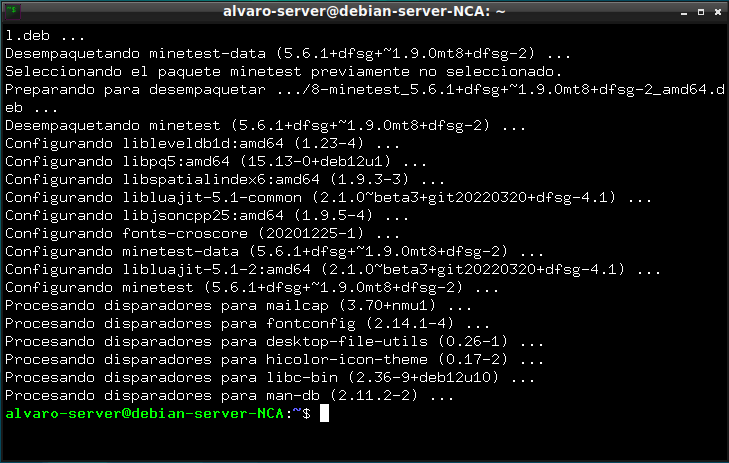 alvaro-server@debian-server-NCA: ~
l.deb ...
Desempaquetando minetest-data (5.6.1+dfsg+~1.9.0mt8+dfsg-2) ...
Seleccionando el paquete minetest previamente no seleccionado.
Preparando para desempaquetar .../8-minetest_5.6.1+dfsg+~1.9.0mt8+dfsg-2_amd64.d
eb ...
Desempaquetando minetest (5.6.1+dfsg+~1.9.0mt8+dfsg-2) ...
Configurando libleveldb1d:amd64 (1.23-4) ...
Configurando libpq5:amd64 (15.13-0+deb12u1) ...
Configurando libspatialindex6:amd64 (1.9.3-3) ...
Configurando libluajit-5.1-common (2.1.0~beta3+git20220320+dfsg-4.1) ...
Configurando libjsoncpp25:amd64 (1.9.5-4) ...
Configurando fonts-croscore (20201225-1) ...
Configurando minetest-data (5.6.1+dfsg+~1.9.0mt8+dfsg-2) ...
Configurando libluajit-5.1-2:amd64 (2.1.0~beta3+git20220320+dfsg-4.1) ...
Configurando minetest (5.6.1+dfsg+~1.9.0mt8+dfsg-2) ...
Procesando disparadores para mailcap (3.70+nmu1) ...
Procesando disparadores para fontconfig (2.14.1-4) ...
Procesando disparadores para desktop-file-utils (0.26-1) ...
Procesando disparadores para hicolor-icon-theme (0.17-2) ...
Procesando disparadores para libc-bin (2.36-9+deb12u10) ...
Procesando disparadores para man-db (2.11.2-2) ...
alvaro-server@debian-server-NCA:~$